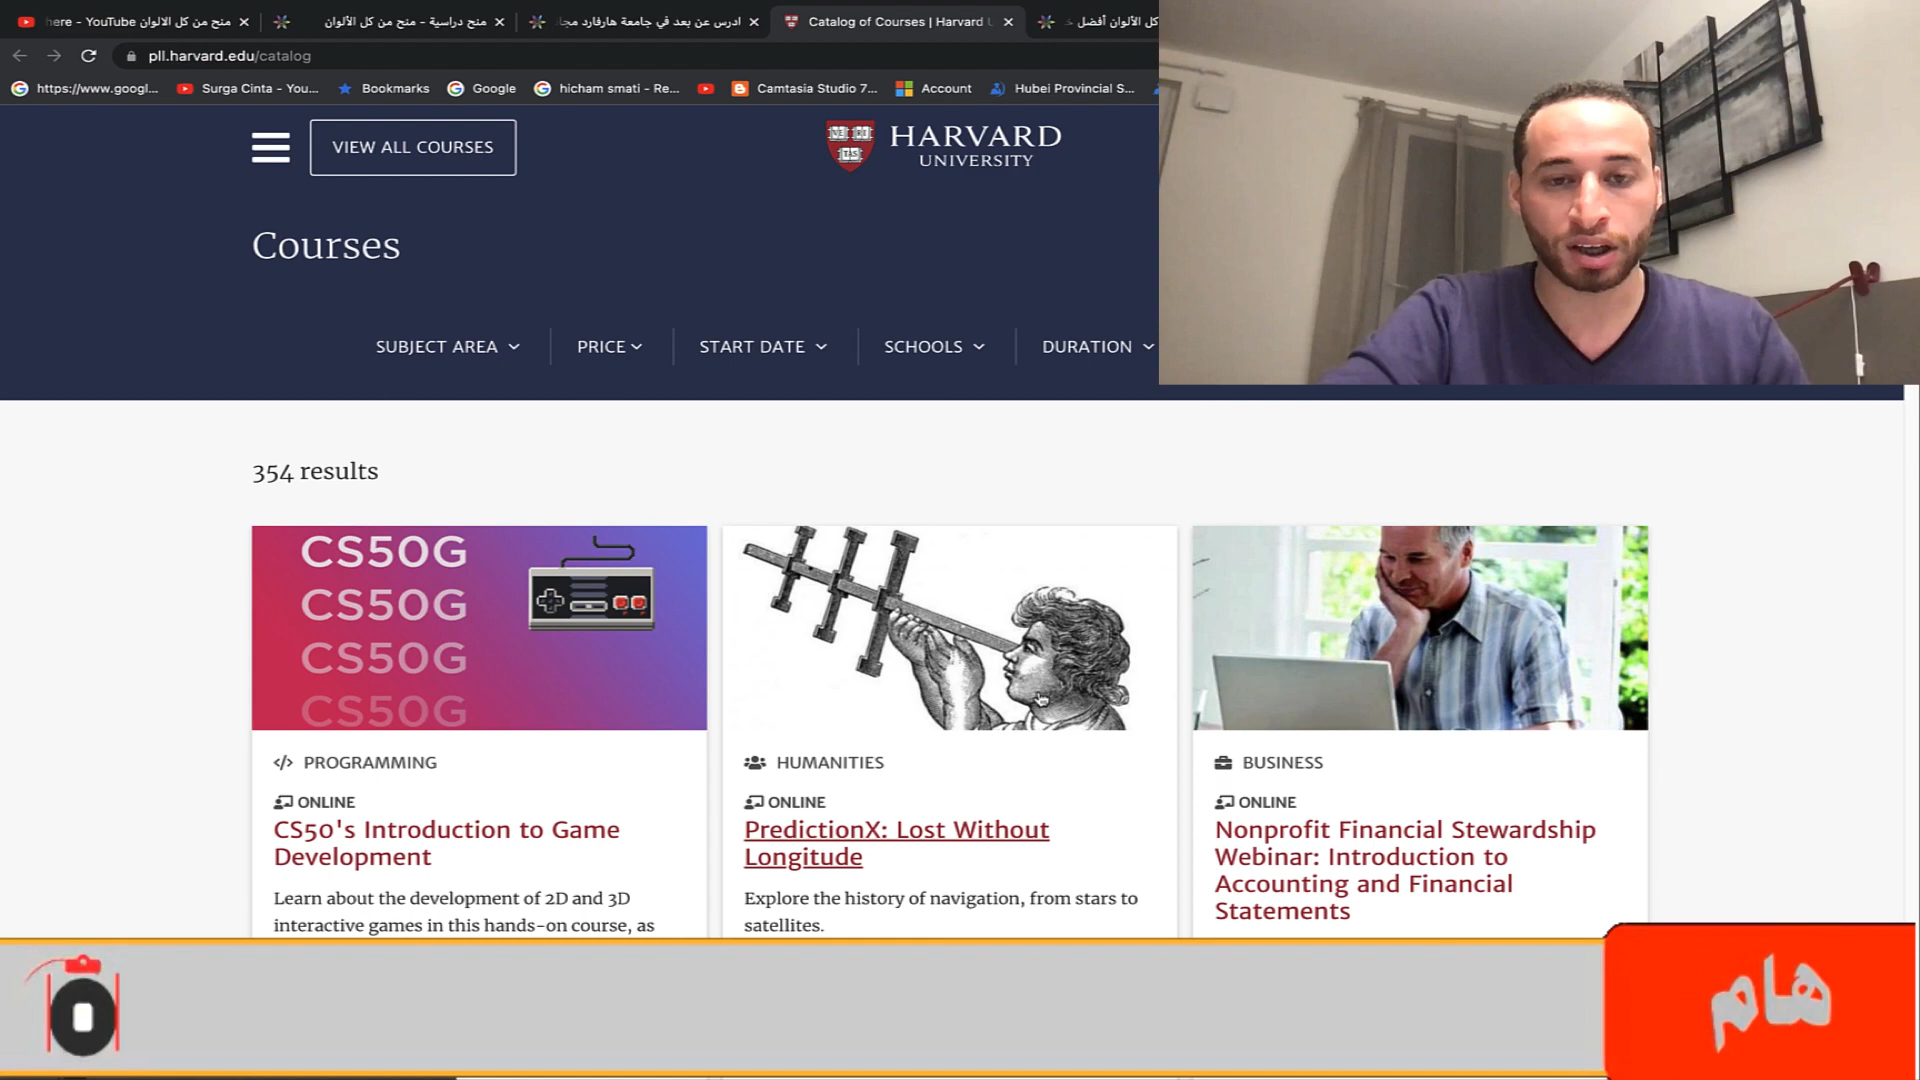 منح من كل الالوان here - YouTube
منح دراسية - منح من كل الألوان
ادرس عن بعد في جامعة هارفارد مجا
Catalog of Courses | Harvard U
كل الألوان أفضل
pll.harvard.edu/catalog
https://www.googl...
Surga Cinta - You...
Bookmarks
Google
hicham smati - Re...
Camtasia Studio 7...
Account
Hubei Provincial S...
VIEW ALL COURSES
HARVARD
UNIVERSITY
Courses
SUBJECT AREA
PRICE
START DATE
SCHOOLS
DURATION
354 results
CS50G
CS50G
CS50G
CS50G
PROGRAMMING
ONLINE
CS50's Introduction to Game
Development
Learn about the development of 2D and 3D
interactive games in this hands-on course, as
HUMANITIES
ONLINE
PredictionX: Lost Without
Longitude
Explore the history of navigation, from stars to
satellites.
BUSINESS
ONLINE
Nonprofit Financial Stewardship
Webinar: Introduction to
Accounting and Financial
Statements
هام